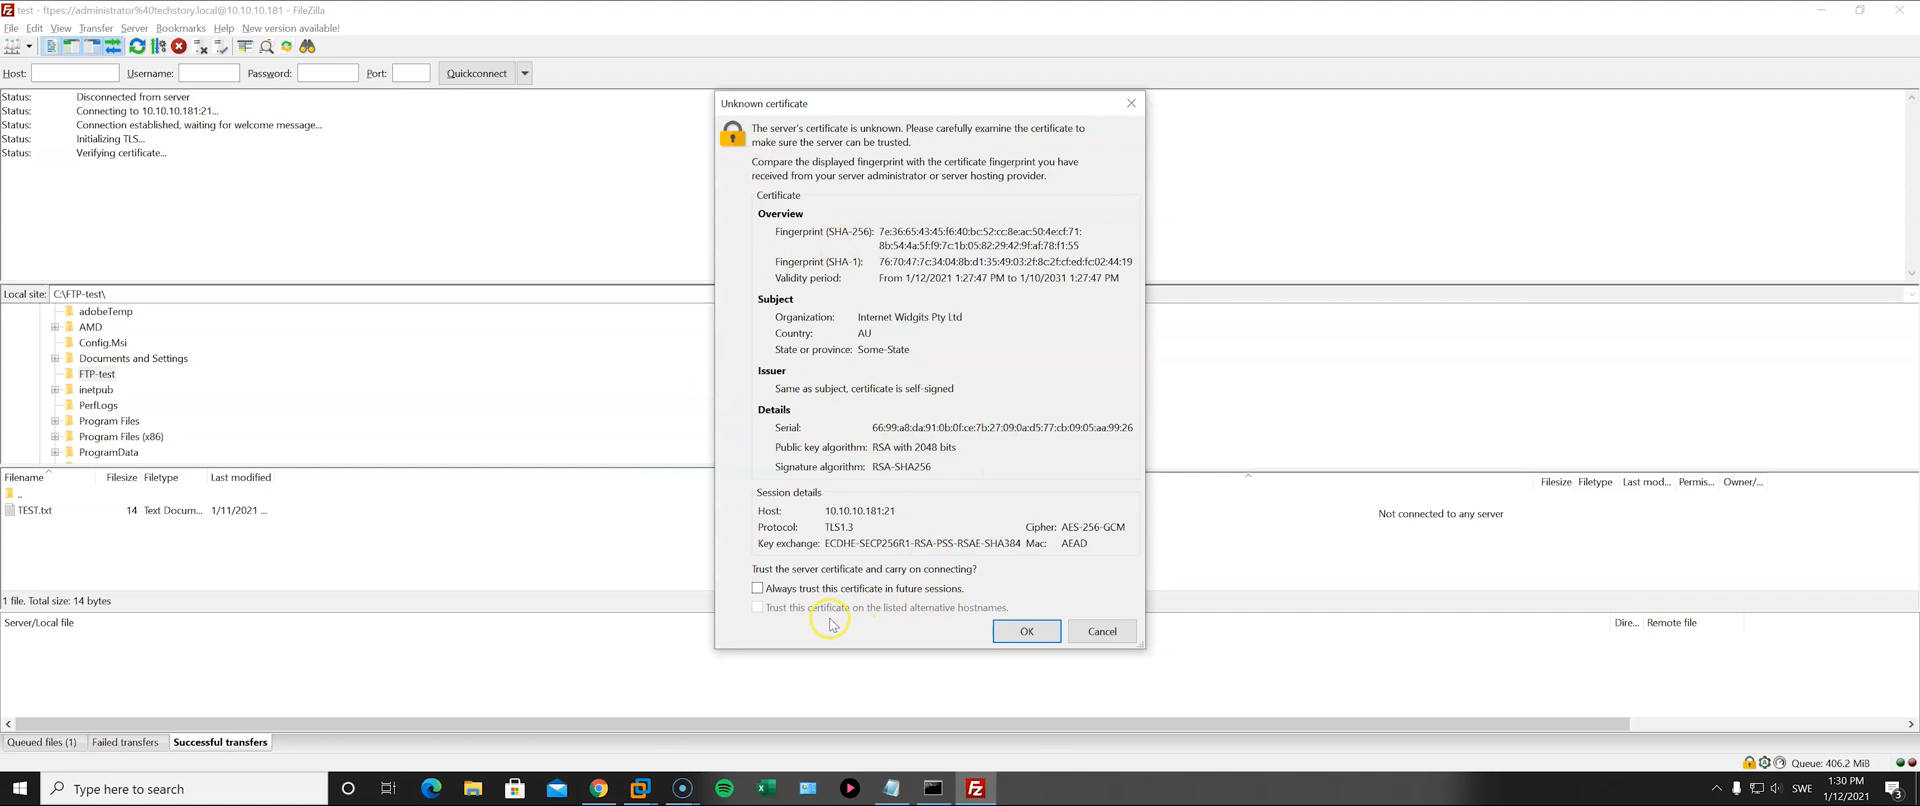 test - ftpes://administrator%40techstory.local@10.10.10.181 - FileZilla
File Edit View Transfer Server Bookmarks Help New version available!
Host: Username: Password: Port: Quickconnect
Status: Disconnected from server
Status: Connecting to 10.10.10.181:21...
Status: Connection established, waiting for welcome message...
Status: Initializing TLS...
Status: Verifying certificate...
Local site: C:\FTP-test\
adobeTemp
AMD
Config.Msi
Documents and Settings
FTP-test
inetpub
PerfLogs
Program Files
Program Files (x86)
ProgramData
Filename Filesize Filetype Last modified
..
TEST.txt 14 Text Docum... 1/11/2021 ...
1 file. Total size: 14 bytes
Unknown certificate
The server's certificate is unknown. Please carefully examine the certificate to
make sure the server can be trusted.
Compare the displayed fingerprint with the certificate fingerprint you have
received from your server administrator or server hosting provider.
Certificate
Overview
Fingerprint (SHA-256): 7e:36:65:43:45:f6:40:bc:52:cc:8e:ac:50:4e:cf:71:
8b:54:4a:5f:f9:7c:1b:05:82:29:42:9f:af:78:f1:55
Fingerprint (SHA-1): 76:70:47:7c:34:04:8b:d1:35:49:03:2f:8c:2f:cf:ed:fc:02:44:19
Validity period: From 1/12/2021 1:27:47 PM to 1/10/2031 1:27:47 PM
Subject
Organization: Internet Widgits Pty Ltd
Country: AU
State or province: Some-State
Issuer
Same as subject, certificate is self-signed
Details
Serial: 66:99:a8:da:91:0b:0f:ce:7b:27:09:0a:d5:77:cb:09:05:aa:99:26
Public key algorithm: RSA with 2048 bits
Signature algorithm: RSA-SHA256
Session details
Host: 10.10.10.181:21
Protocol: TLS1.3 Cipher: AES-256-GCM
Key exchange: ECDHE-SECP256R1-RSA-PSS-RSAE-SHA384 Mac: AEAD
Trust the server certificate and carry on connecting?
Always trust this certificate in future sessions.
Trust this certificate on the listed alternative hostnames.
OK Cancel
Filesize Filetype Last mod... Permis... Owner/...
Not connected to any server
Server/Local file Dire... Remote file
Queued files (1) Failed transfers Successful transfers
Queue: 406.2 MiB
Type here to search
SWE
1:30 PM
1/12/2021
3